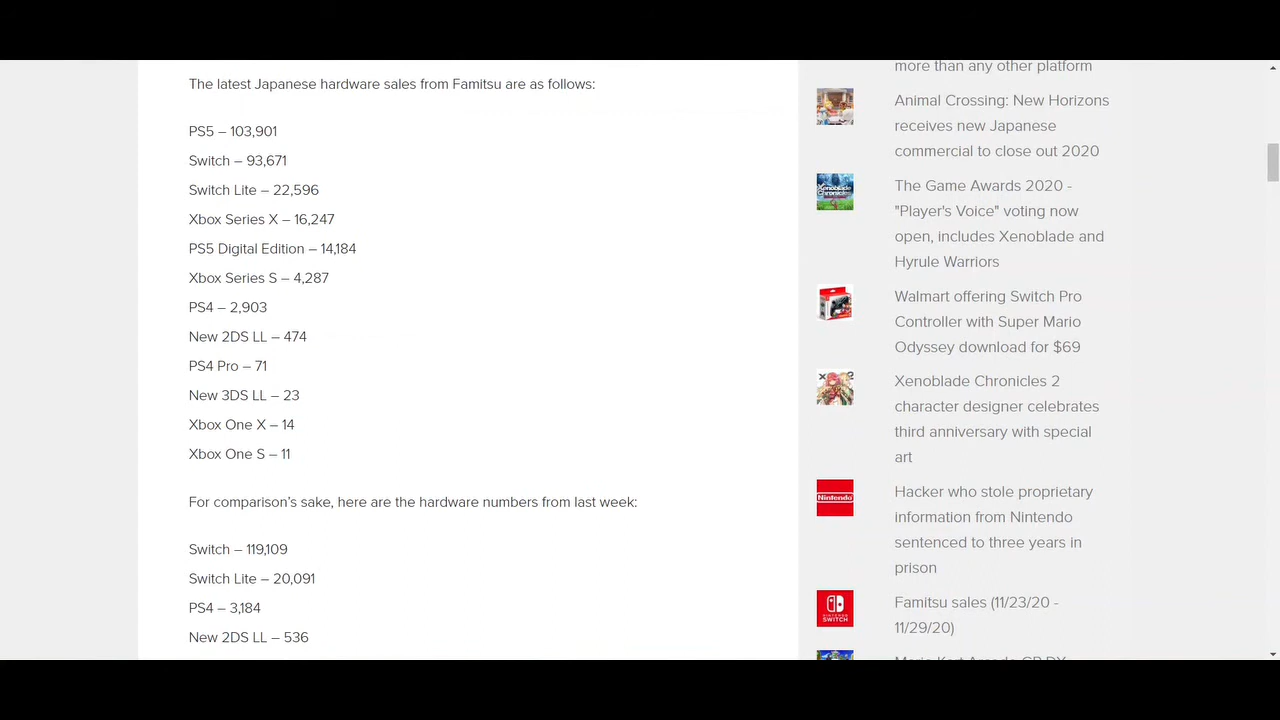 The latest Japanese hardware sales from Famitsu are as follows:
PS5 – 103,901
Switch – 93,671
Switch Lite – 22,596
Xbox Series X – 16,247
PS5 Digital Edition – 14,184
Xbox Series S – 4,287
PS4 – 2,903
New 2DS LL – 474
PS4 Pro – 71
New 3DS LL – 23
Xbox One X – 14
Xbox One S – 11
For comparison’s sake, here are the hardware numbers from last week:
Switch – 119,109
Switch Lite – 20,091
PS4 – 3,184
New 2DS LL – 536
more than any other platform
Animal Crossing: New Horizons
receives new Japanese
commercial to close out 2020
The Game Awards 2020 -
"Player's Voice" voting now
open, includes Xenoblade and
Hyrule Warriors
Walmart offering Switch Pro
Controller with Super Mario
Odyssey download for $69
Xenoblade Chronicles 2
character designer celebrates
third anniversary with special
art
Nintendo
Hacker who stole proprietary
information from Nintendo
sentenced to three years in
prison
NINTENDO
SWITCH
Famitsu sales (11/23/20 -
11/29/20)
Mario Kart Arcade GP DX